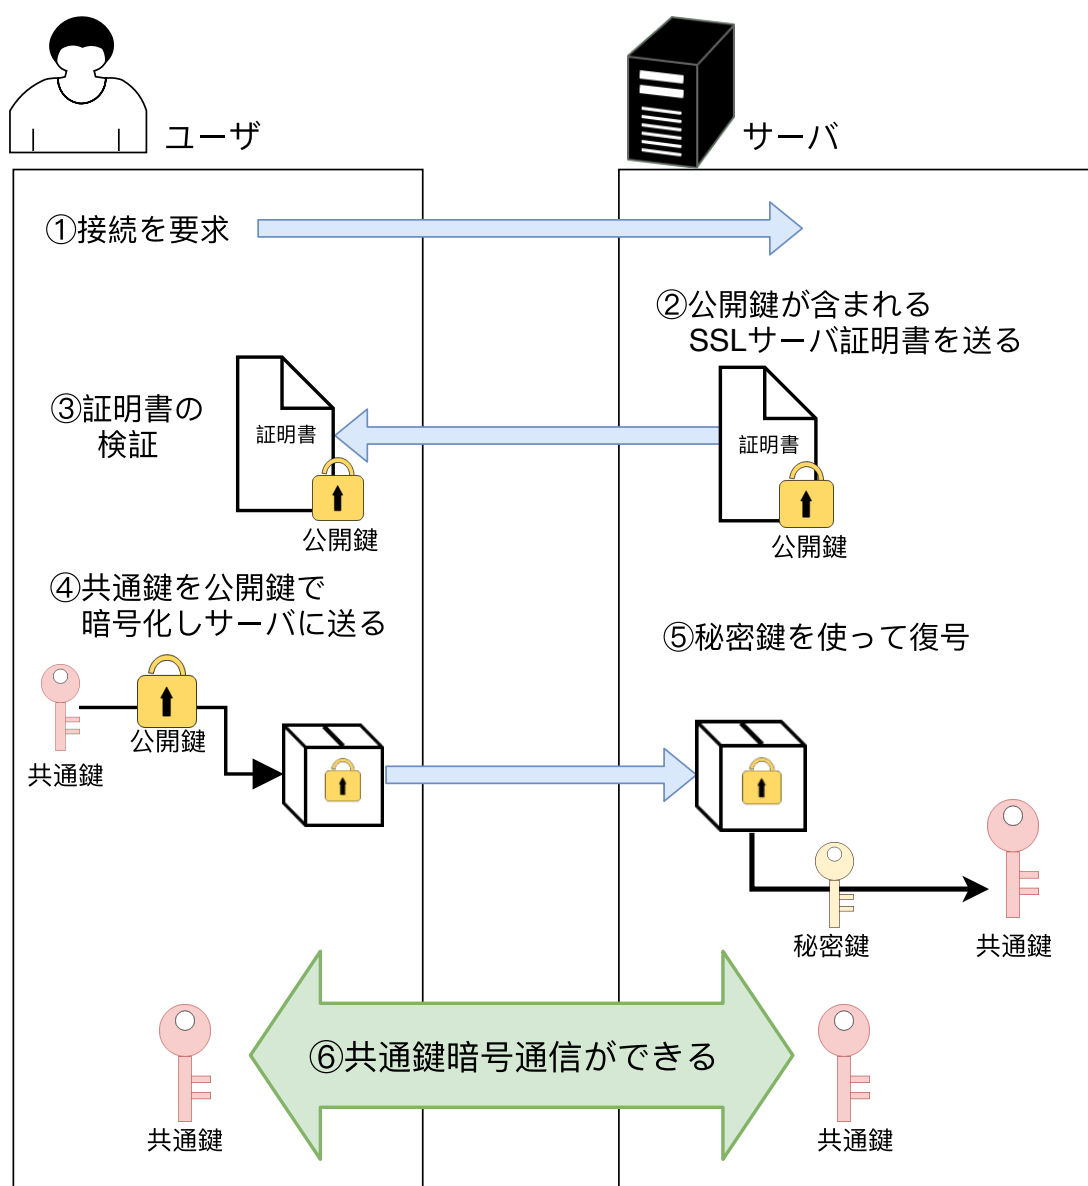 ユーザ
サーバ
①接続を要求
②公開鍵が含まれる
SSLサーバ証明書を送る
③証明書の
検証
証明書
証明書
公開鍵
公開鍵
④共通鍵を公開鍵で
暗号化しサーバに送る
⑤秘密鍵を使って復号
公開鍵
共通鍵
秘密鍵
共通鍵
⑥共通鍵暗号通信ができる
共通鍵
共通鍵